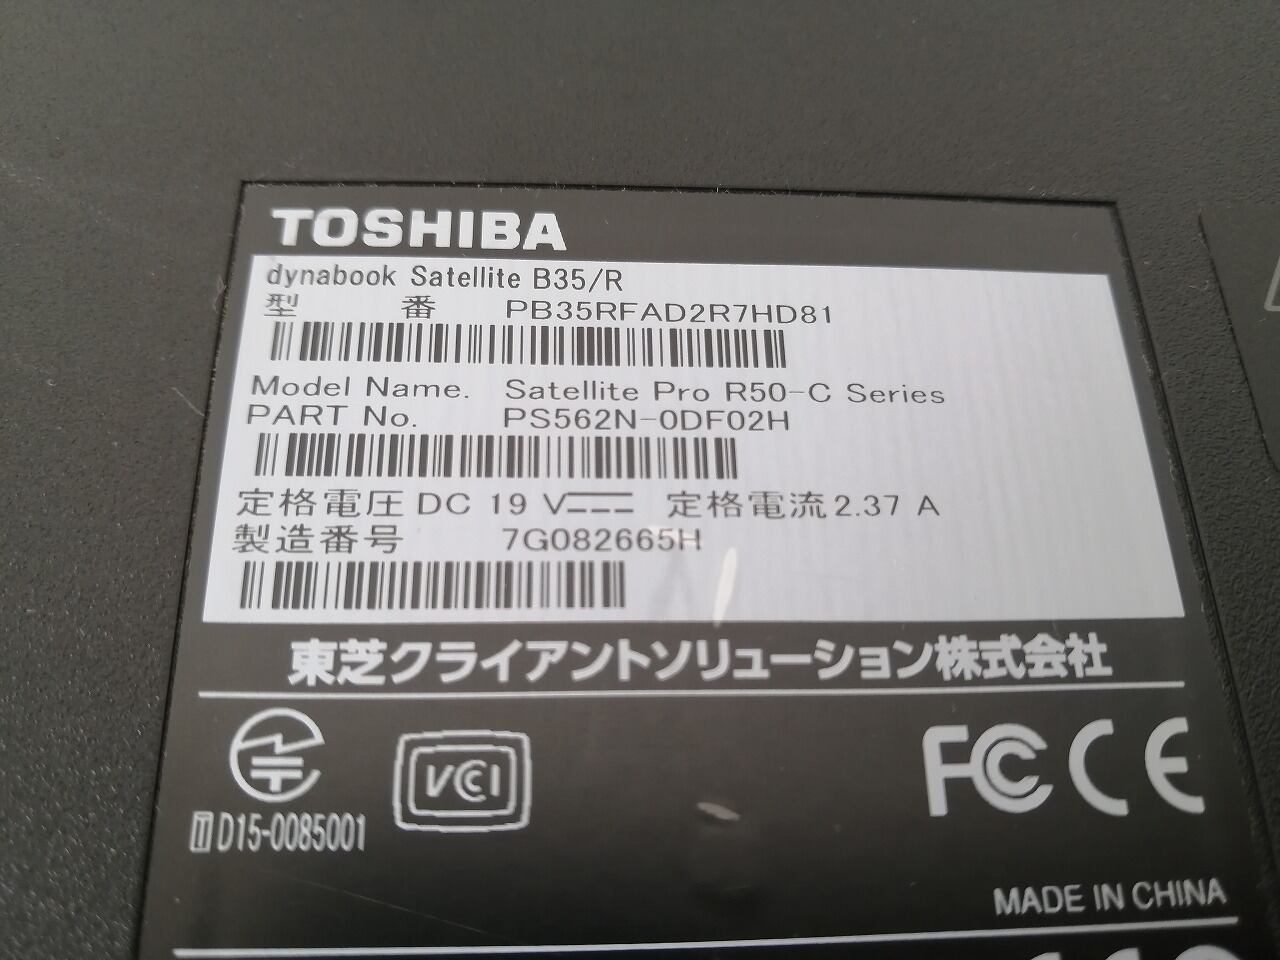 TOSHIBA
dynabook Satellite B35/R
型番 PB35RFAD2R7HD81
Model Name. Satellite Pro R50-C Series
PART No. PS562N-0DF02H
定格電圧 DC 19 V 定格電流 2.37 A
製造番号 7G082665H
東芝クライアントソリューション株式会社
VCCI FC CE
T D15-0085001
MADE IN CHINA